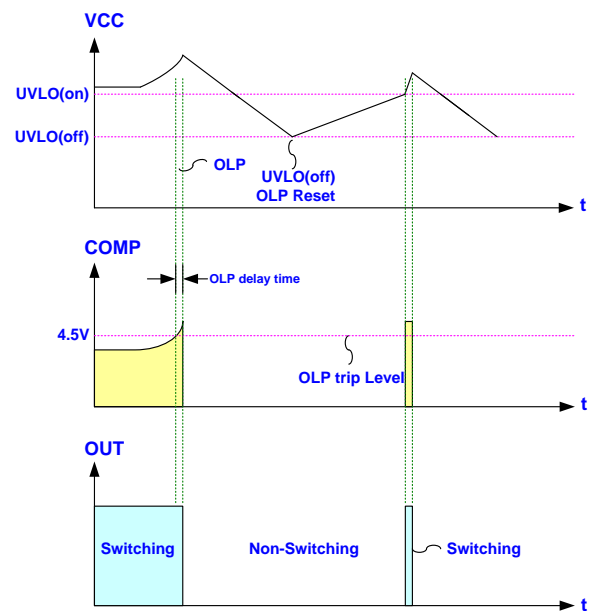 VCC
UVLO(on)
UVLO(off)
OLP
UVLO(off)
OLP Reset
t
COMP
OLP delay time
4.5V
OLP trip Level
t
OUT
Switching
Non-Switching
Switching
t